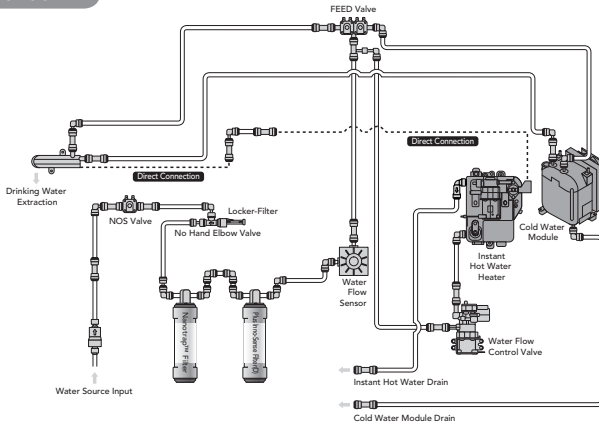 FEED Valve
Direct Connection
Direct Connection
Drinking Water
Extraction
NOS Valve
Locker-Filter
No Hand Elbow Valve
Cold Water
Module
Instant
Hot Water
Heater
Water
Flow
Sensor
Nanotrap™ Filter
Water Flow
Control Valve
Instant Hot Water Drain
Water Source Input
Cold Water Module Drain